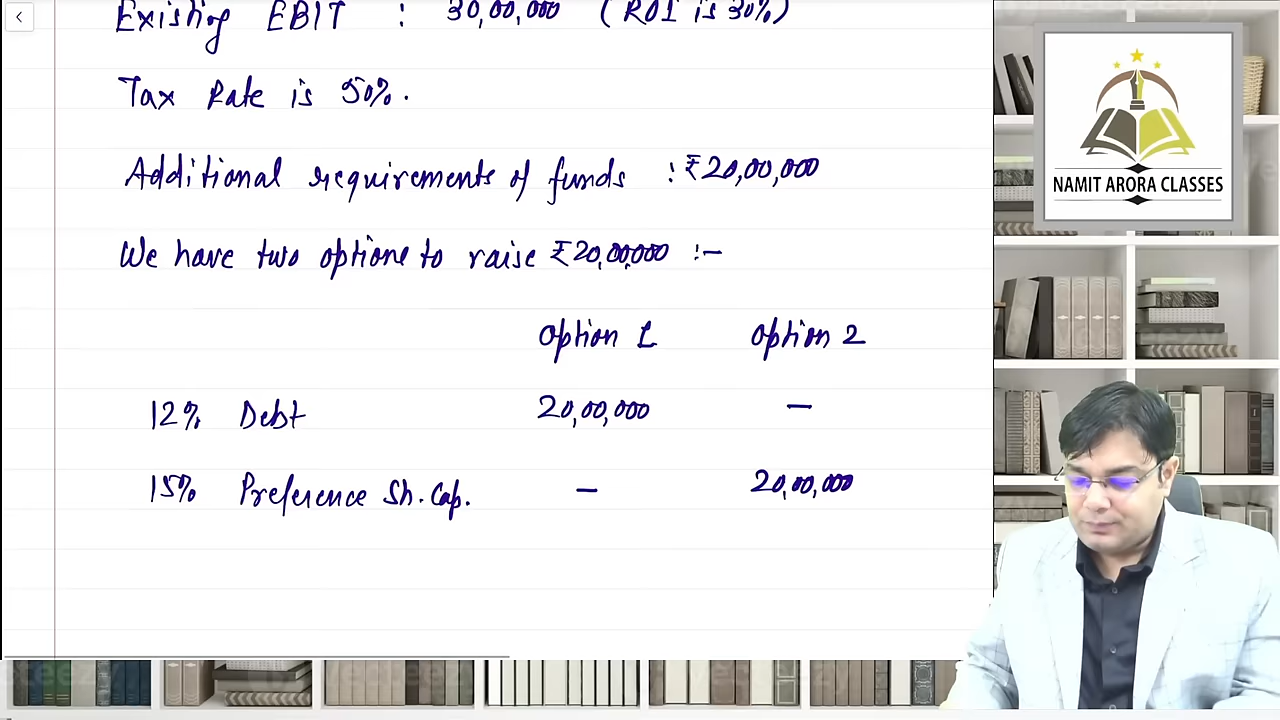 Existing EBIT : 30,00,000 (ROI is 30%)
Tax Rate is 50%.
Additional requirements of funds : ₹20,00,000
We have two options to raise ₹20,00,000 :-
Option 1 Option 2
12% Debt 20,00,000 —
15% Preference Sh. Cap. — 20,00,000
NAMIT ARORA CLASSES